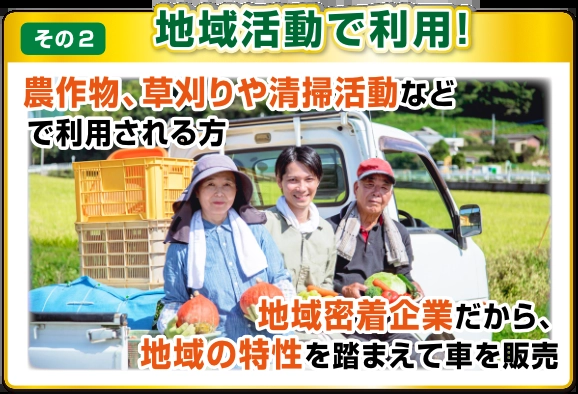 その2
地域活動で利用!
農作物、草刈りや清掃活動など
で利用される方
地域密着企業だから、
地域の特性を踏まえて車を販売